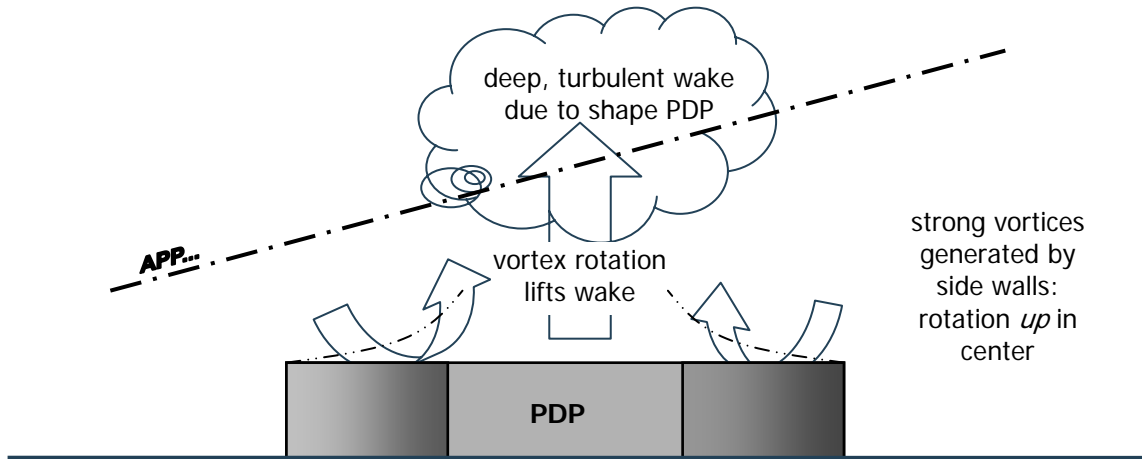 deep, turbulent wake
due to shape PDP
APP...
strong vortices
generated by
side walls:
rotation up in
center
vortex rotation
lifts wake
PDP